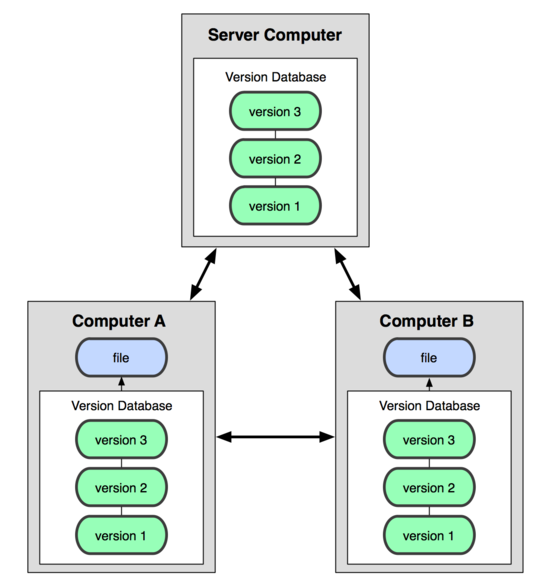 Server Computer
Version Database
version 3
version 2
version 1
Computer A
file
Version Database
version 3
version 2
version 1
Computer B
file
Version Database
version 3
version 2
version 1